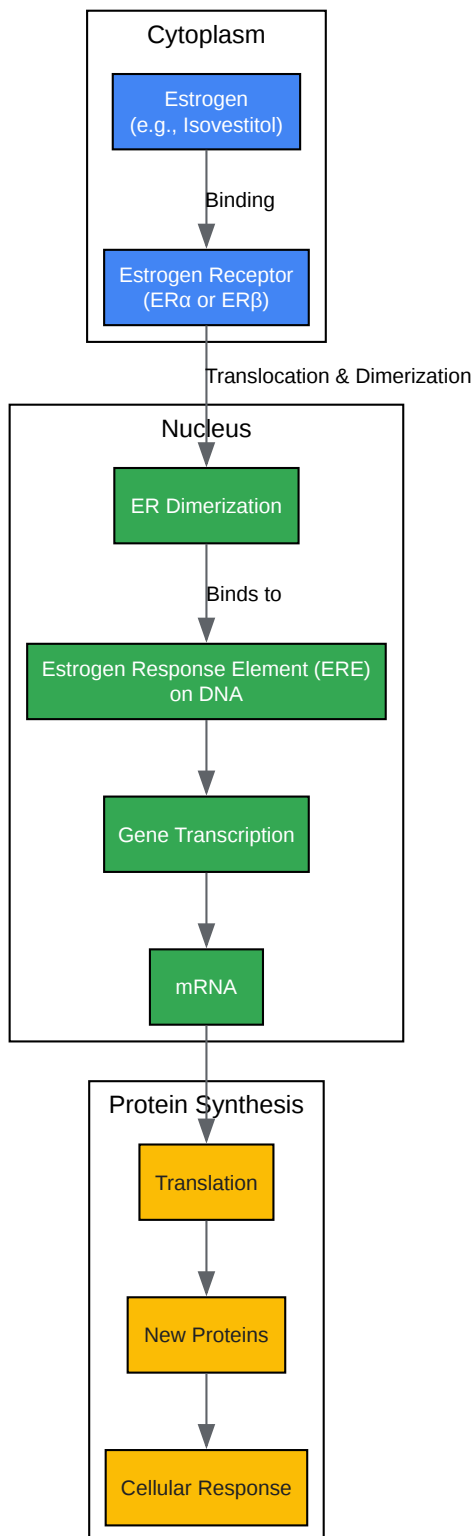 Cytoplasm
Estrogen
(e.g., Isovestitol)
Binding
Estrogen Receptor
(ERα or ERβ)
Translocation & Dimerization
Nucleus
ER Dimerization
Binds to
Estrogen Response Element (ERE)
on DNA
Gene Transcription
mRNA
Protein Synthesis
Translation
New Proteins
Cellular Response